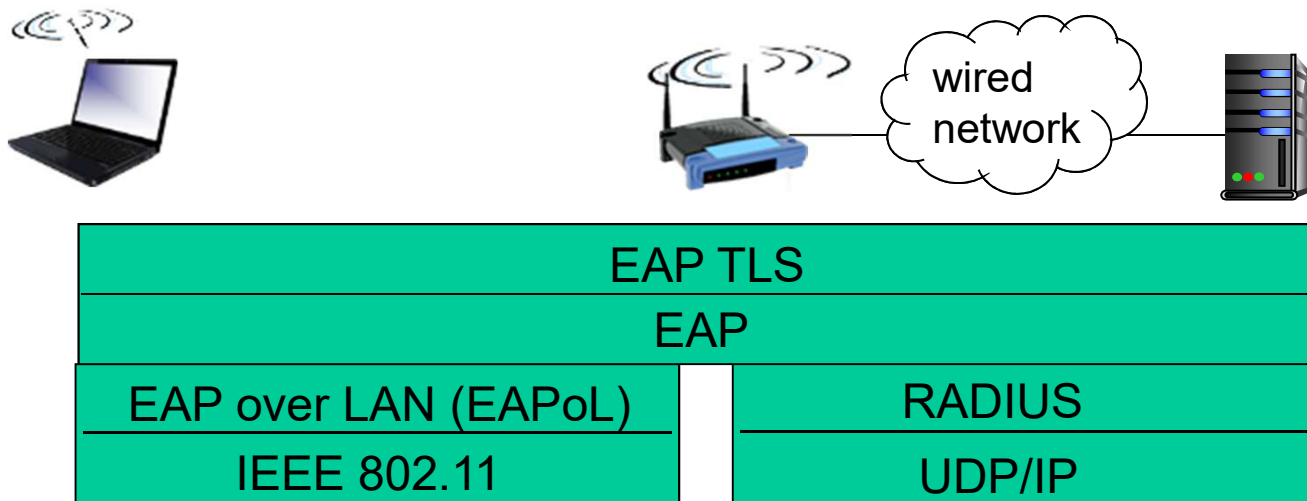 wired
network
EAP TLS
EAP
EAP over LAN (EAPoL)
RADIUS
IEEE 802.11
UDP/IP